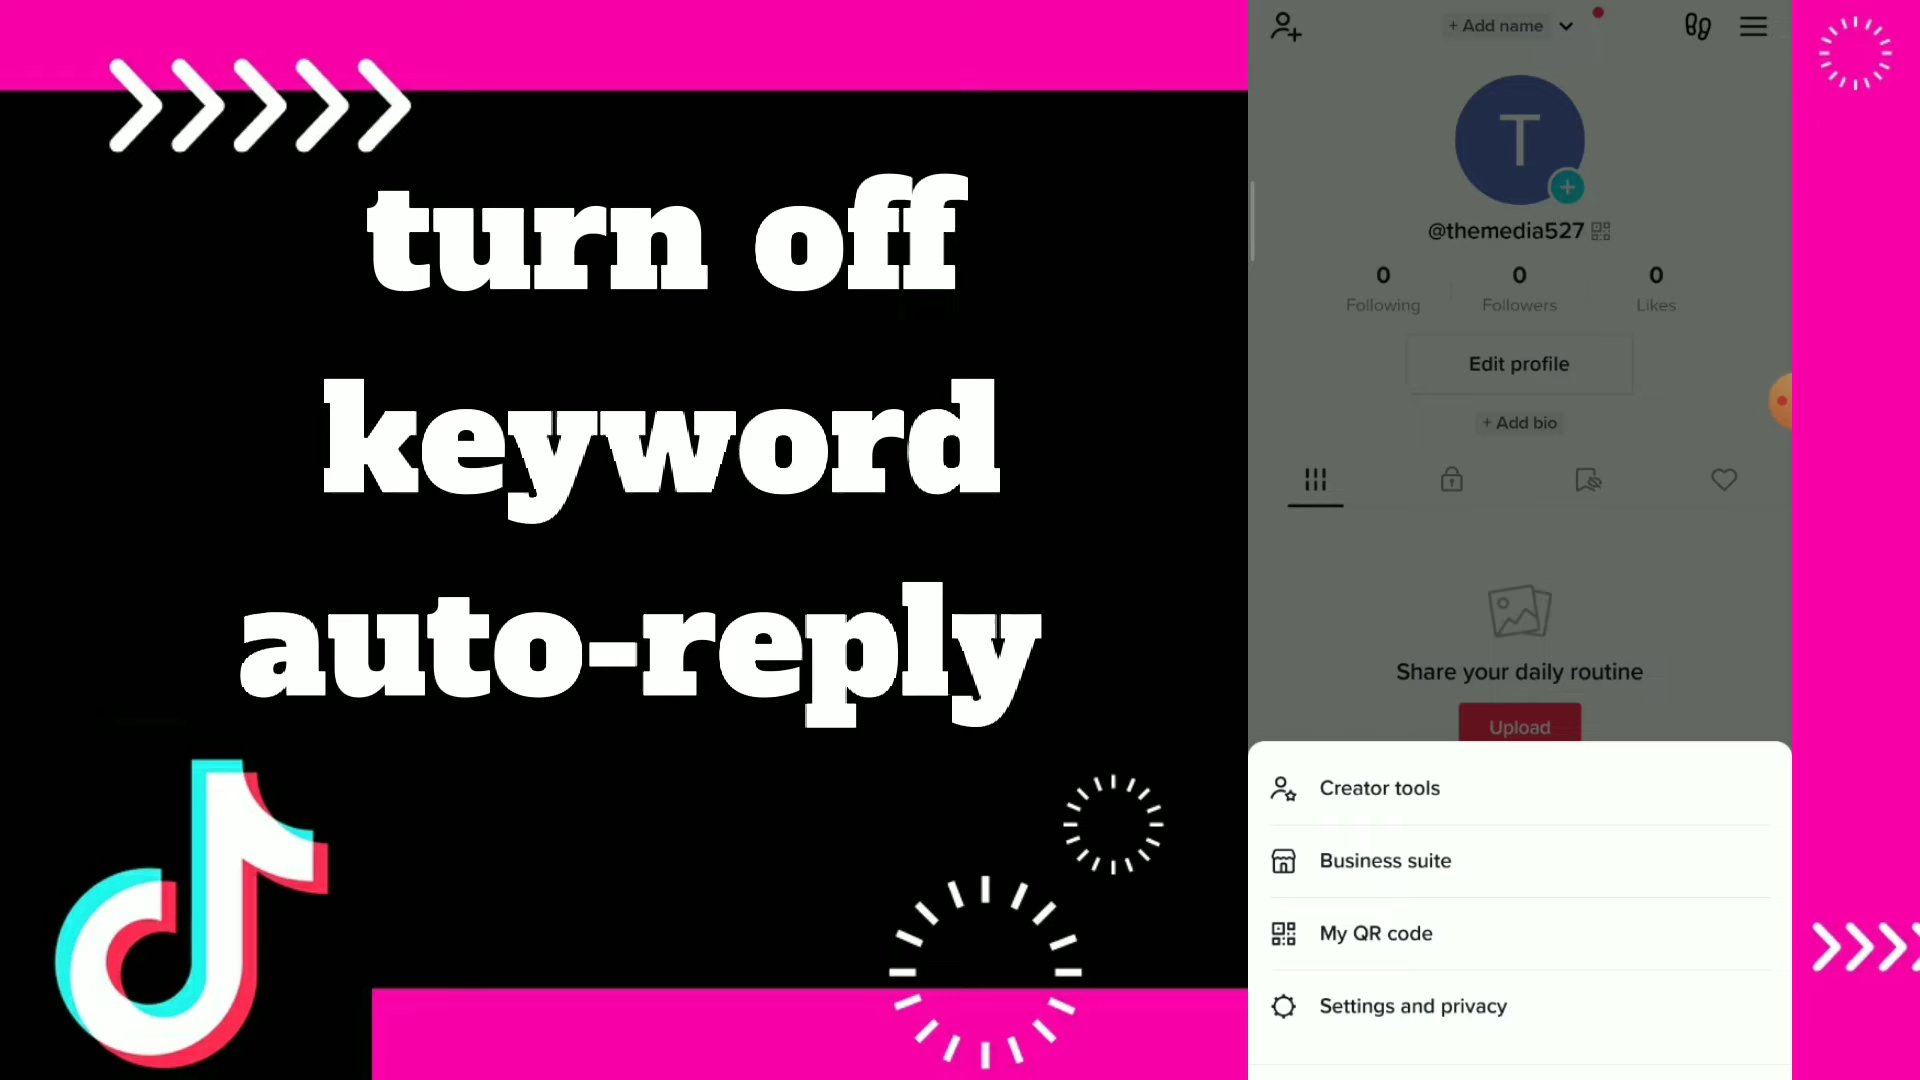 turn off
keyword
auto-reply
+ Add name
T
@themedia527
0 0 0
Following Followers Likes
Edit profile
+ Add bio
Share your daily routine
Upload
Creator tools
Business suite
My QR code
Settings and privacy